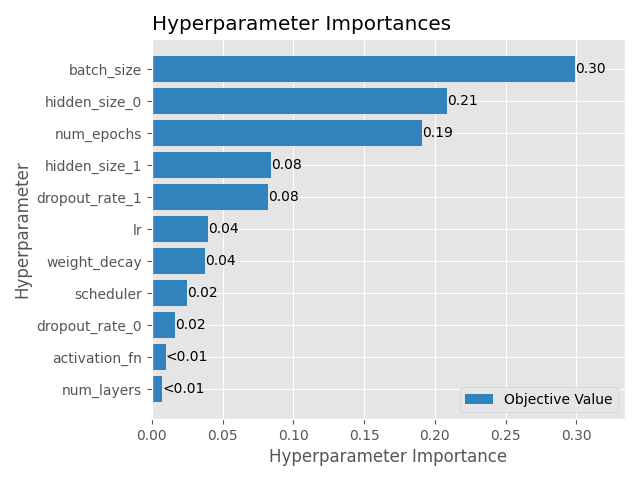 Hyperparameter Importances
batch_size
0.30
hidden_size_0
0.21
num_epochs
0.19
hidden_size_1
0.08
dropout_rate_1
0.08
lr
0.04
weight_decay
0.04
scheduler
0.02
dropout_rate_0
0.02
activation_fn
<0.01
num_layers
<0.01
Hyperparameter
Objective Value
0.00 0.05 0.10 0.15 0.20 0.25 0.30
Hyperparameter Importance